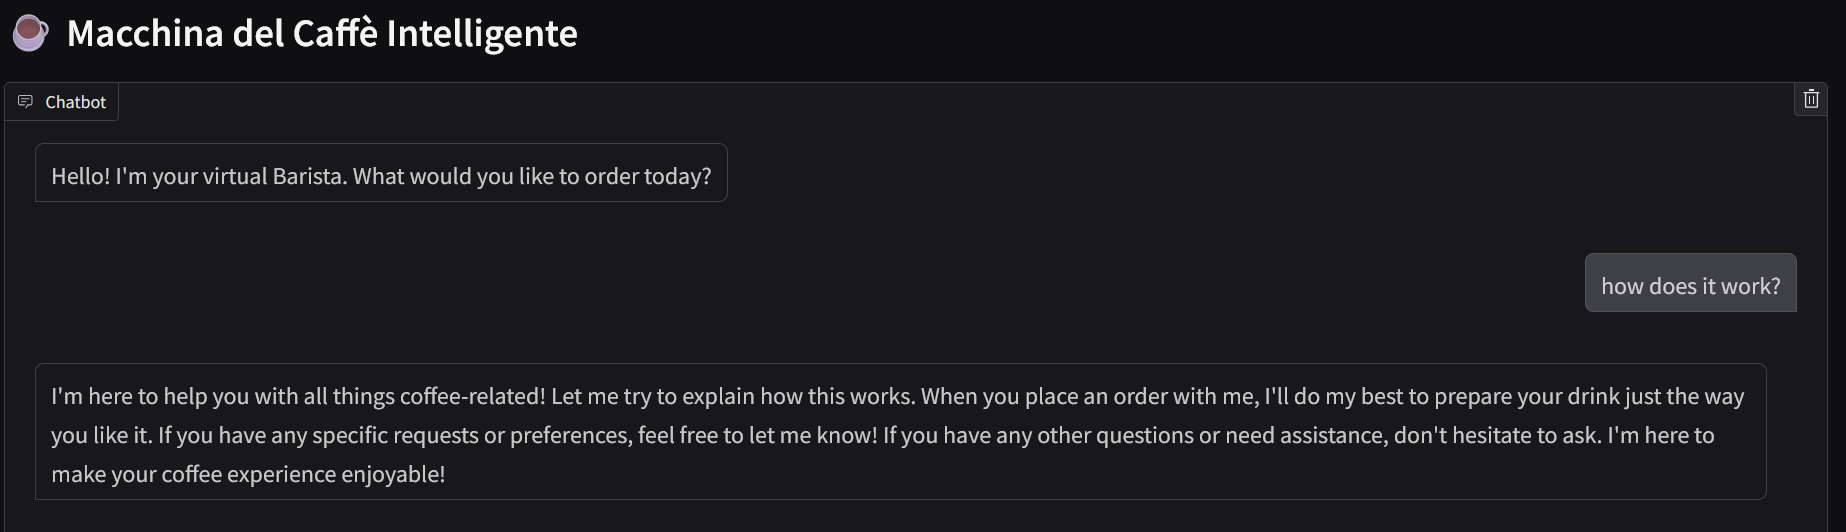 Macchina del Caffè Intelligente
Chatbot
Hello! I'm your virtual Barista. What would you like to order today?
how does it work?
I'm here to help you with all things coffee-related! Let me try to explain how this works. When you place an order with me, I'll do my best to prepare your drink just the way
you like it. If you have any specific requests or preferences, feel free to let me know! If you have any other questions or need assistance, don't hesitate to ask. I'm here to
make your coffee experience enjoyable!